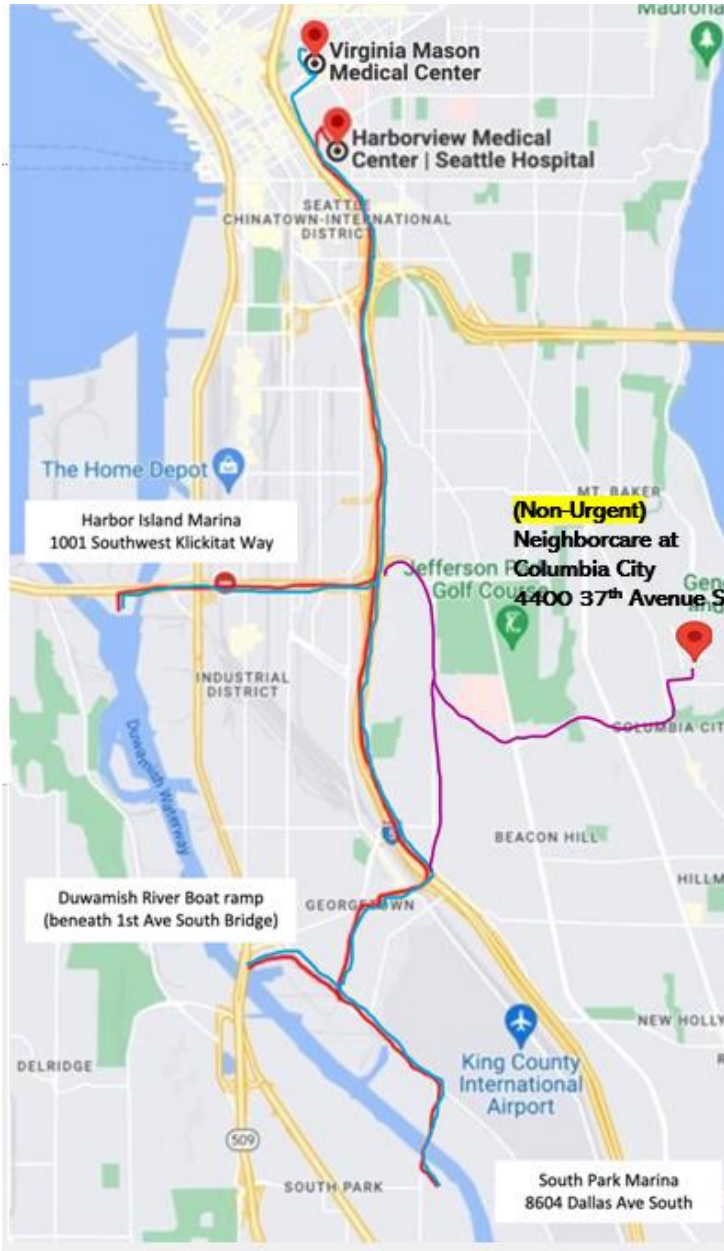 Madrona
Virginia Mason
Medical Center
Harborview Medical
Center | Seattle Hospital
SEATTLE
CHINATOWN-INTERNATIONAL
DISTRICT
The Home Depot
Harbor Island Marina
1001 Southwest Klickitat Way
MT. BAKER
(Non-Urgent)
Neighborcare at
Columbia City
4400 37th Avenue S
Jefferson P
Golf Course
Gen
INDUSTRIAL
DISTRICT
COLUMBIA CIT
Duwamish Waterway
5
BEACON HILL
HILLM
Duwamish River Boat ramp
(beneath 1st Ave South Bridge)
GEORGETOWN
NEW HOLLY
DELRIDGE
King County
International
Airport
509
SOUTH PARK
South Park Marina
8604 Dallas Ave South